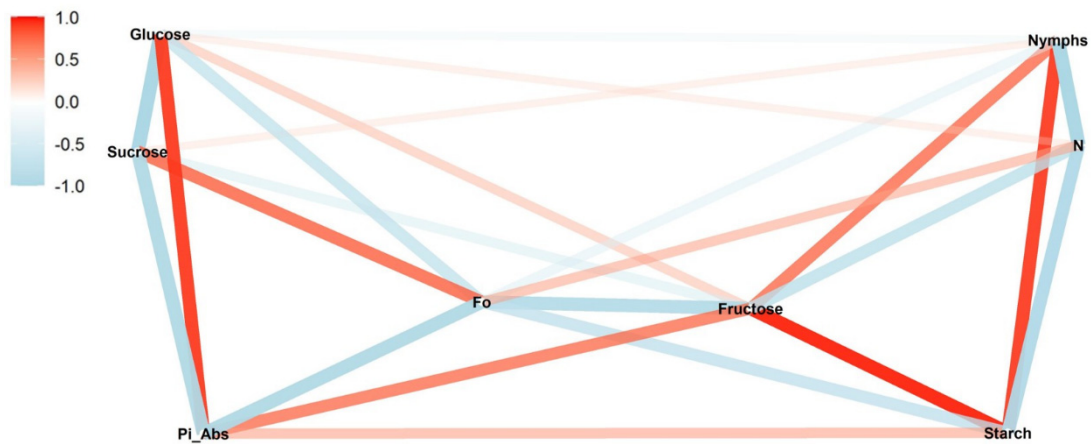 1.0
0.5
0.0
-0.5
-1.0
Glucose
Nymphs
Sucrose
N
Fo
Fructose
Pi_Abs
Starch